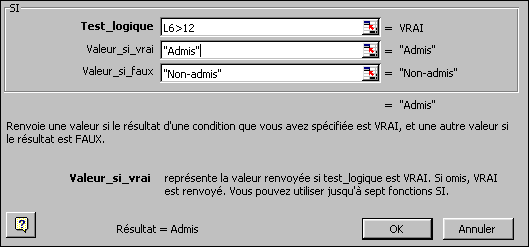 SI
Test_logique L6>12 = VRAI
Valeur_si_vrai "Admis" = "Admis"
Valeur_si_faux "Non-admis" = "Non-admis"
= "Admis"
Renvoie une valeur si le résultat d'une condition que vous avez spécifiée est VRAI, et une autre valeur si
le résultat est FAUX.
Valeur_si_vrai représente la valeur renvoyée si test_logique est VRAI. Si omis, VRAI
est renvoyé. Vous pouvez utiliser jusqu'à sept fonctions SI.
? Résultat = Admis OK Annuler